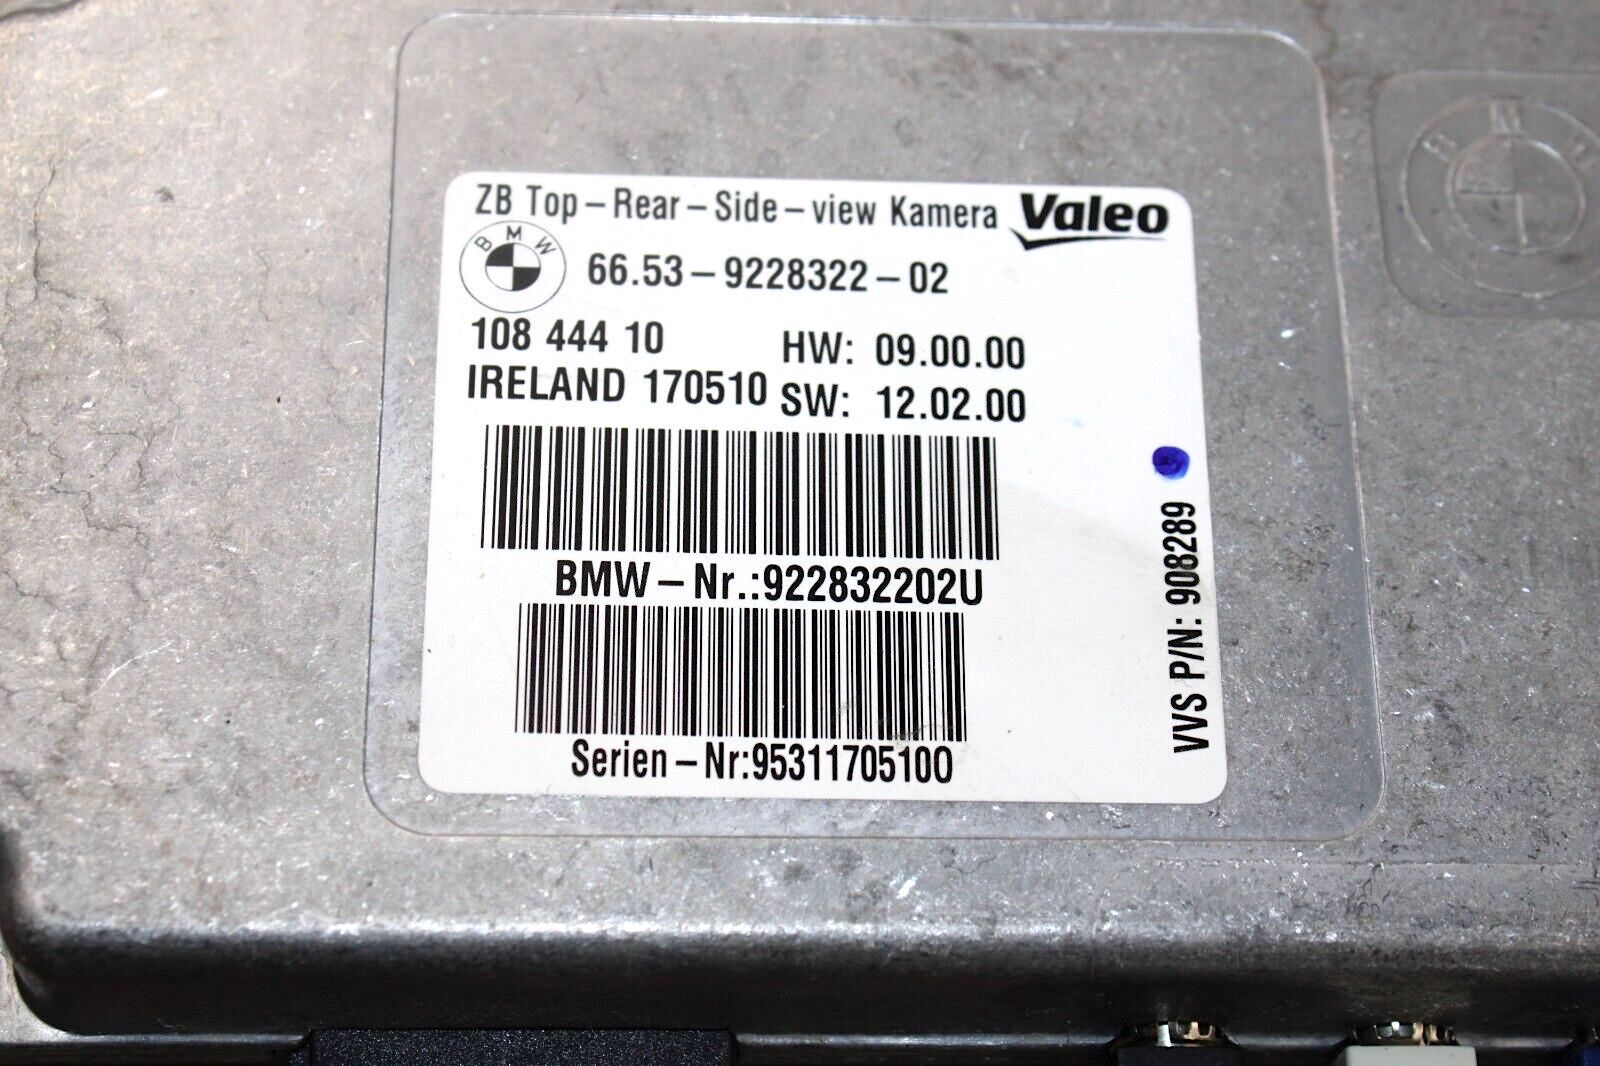 ZB Top-Rear-Side-view Kamera Valeo
BMW 66.53-9228322-02
108 444 10 HW: 09.00.00
IRELAND 170510 SW: 12.02.00
BMW-Nr.:922832202U
Serien-Nr:95311705100
VVS P/N: 908289
BMW